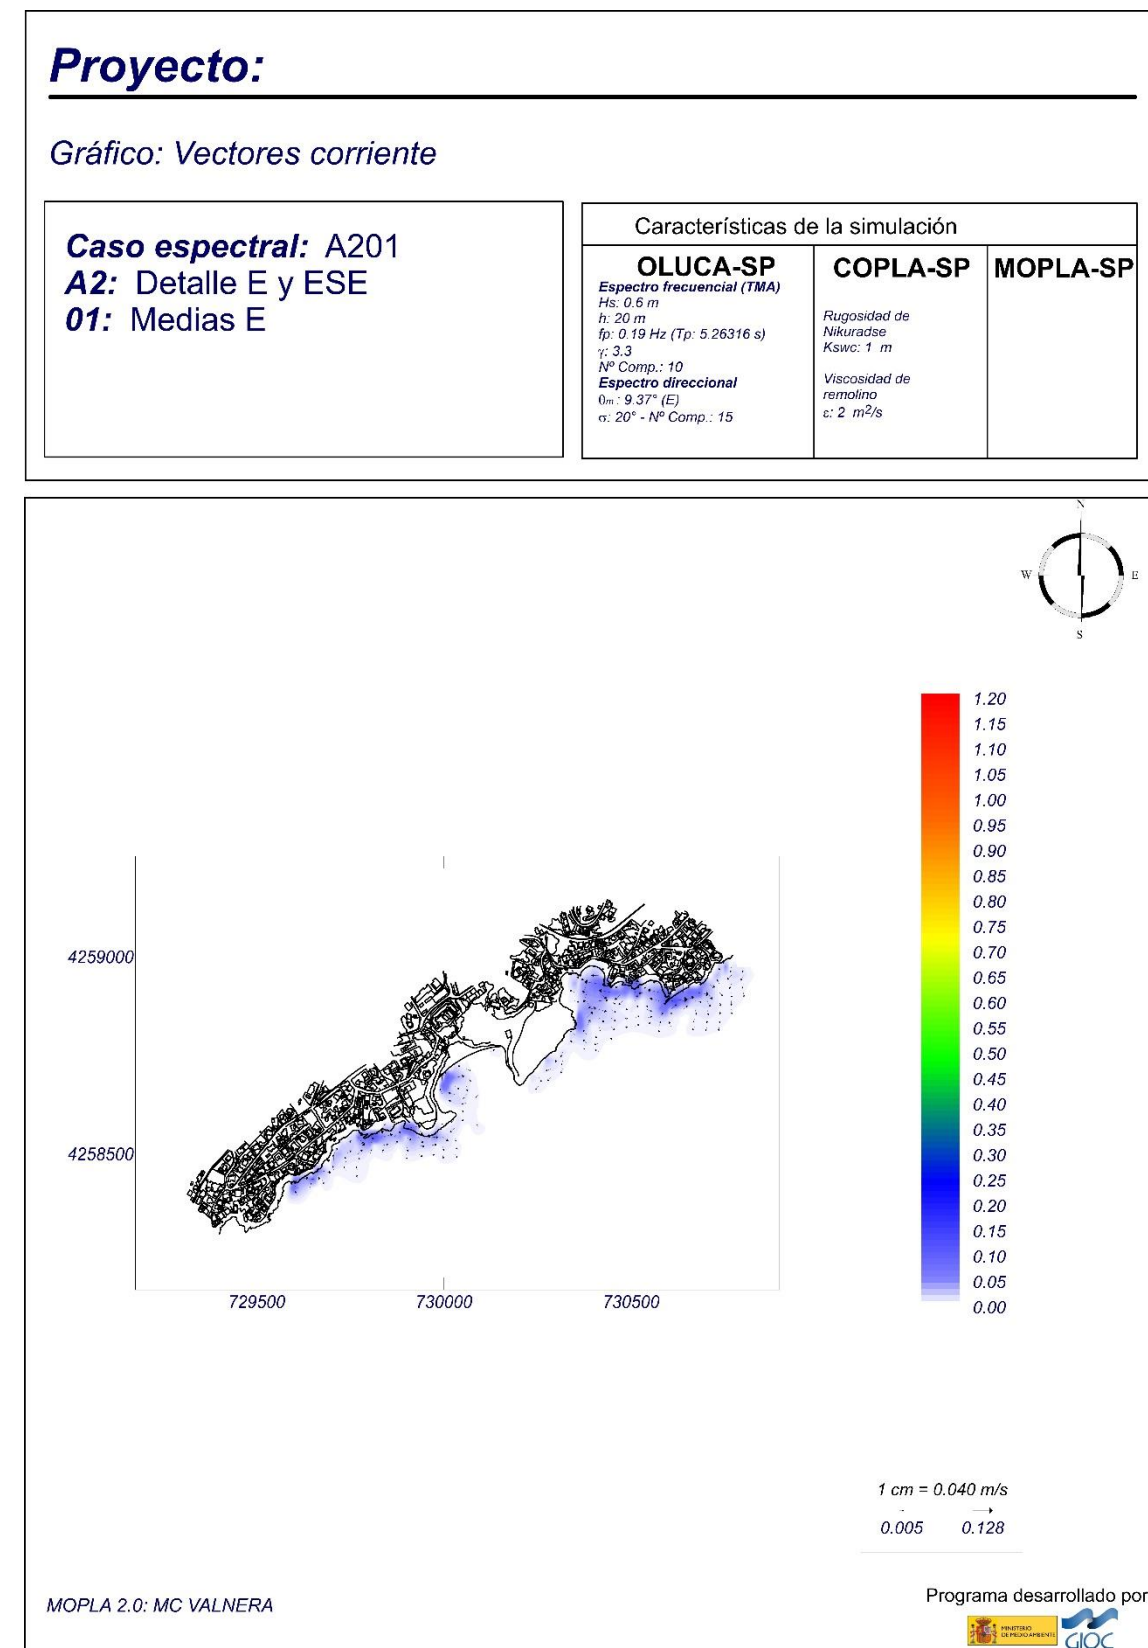 Proyecto:
Gráfico: Vectores corriente
Caso espectral: A201
A2: Detalle E y ESE
01: Medias E
Características de la simulación
OLUCA-SP
Espectro frecuencial (TMA)
Hs: 0.6 m
h: 20 m
fp: 0.19 Hz (Tp: 5.26316 s)
γ: 3.3
Nº Comp.: 10
Espectro direccional
θm: 9.37° (E)
σ: 20° - Nº Comp.: 15
COPLA-SP
Rugosidad de
Nikuradse
Kswc: 1 m
Viscosidad de
remolino
ε: 2 m²/s
MOPLA-SP
N
W
E
S
1.20
1.15
1.10
1.05
1.00
0.95
0.90
0.85
0.80
0.75
0.70
0.65
0.60
0.55
0.50
0.45
0.40
0.35
0.30
0.25
0.20
0.15
0.10
0.05
0.00
4259000
4258500
729500
730000
730500
1 cm = 0.040 m/s
0.005
0.128
MOPLA 2.0: MC VALNERA
Programa desarrollado por
MINISTERIO
DE MEDIO AMBIENTE
GIOC